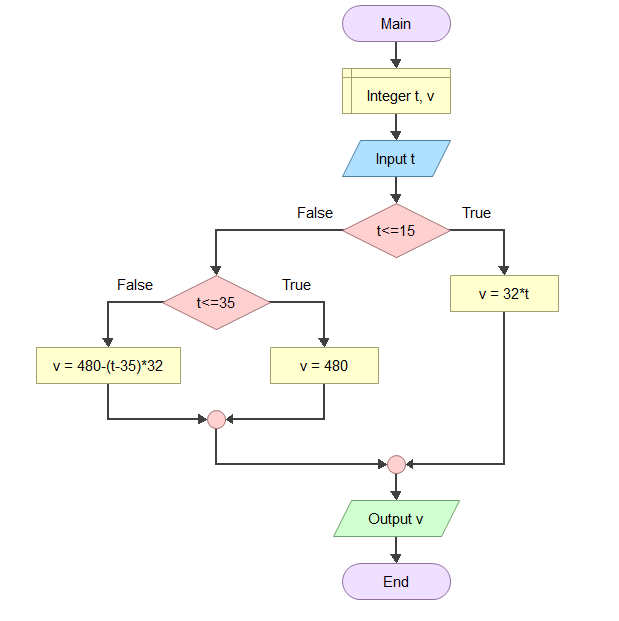 Main
Integer t, v
Input t
False
True
t<=15
False
True
t<=35
v = 32*t
v = 480-(t-35)*32
v = 480
Output v
End